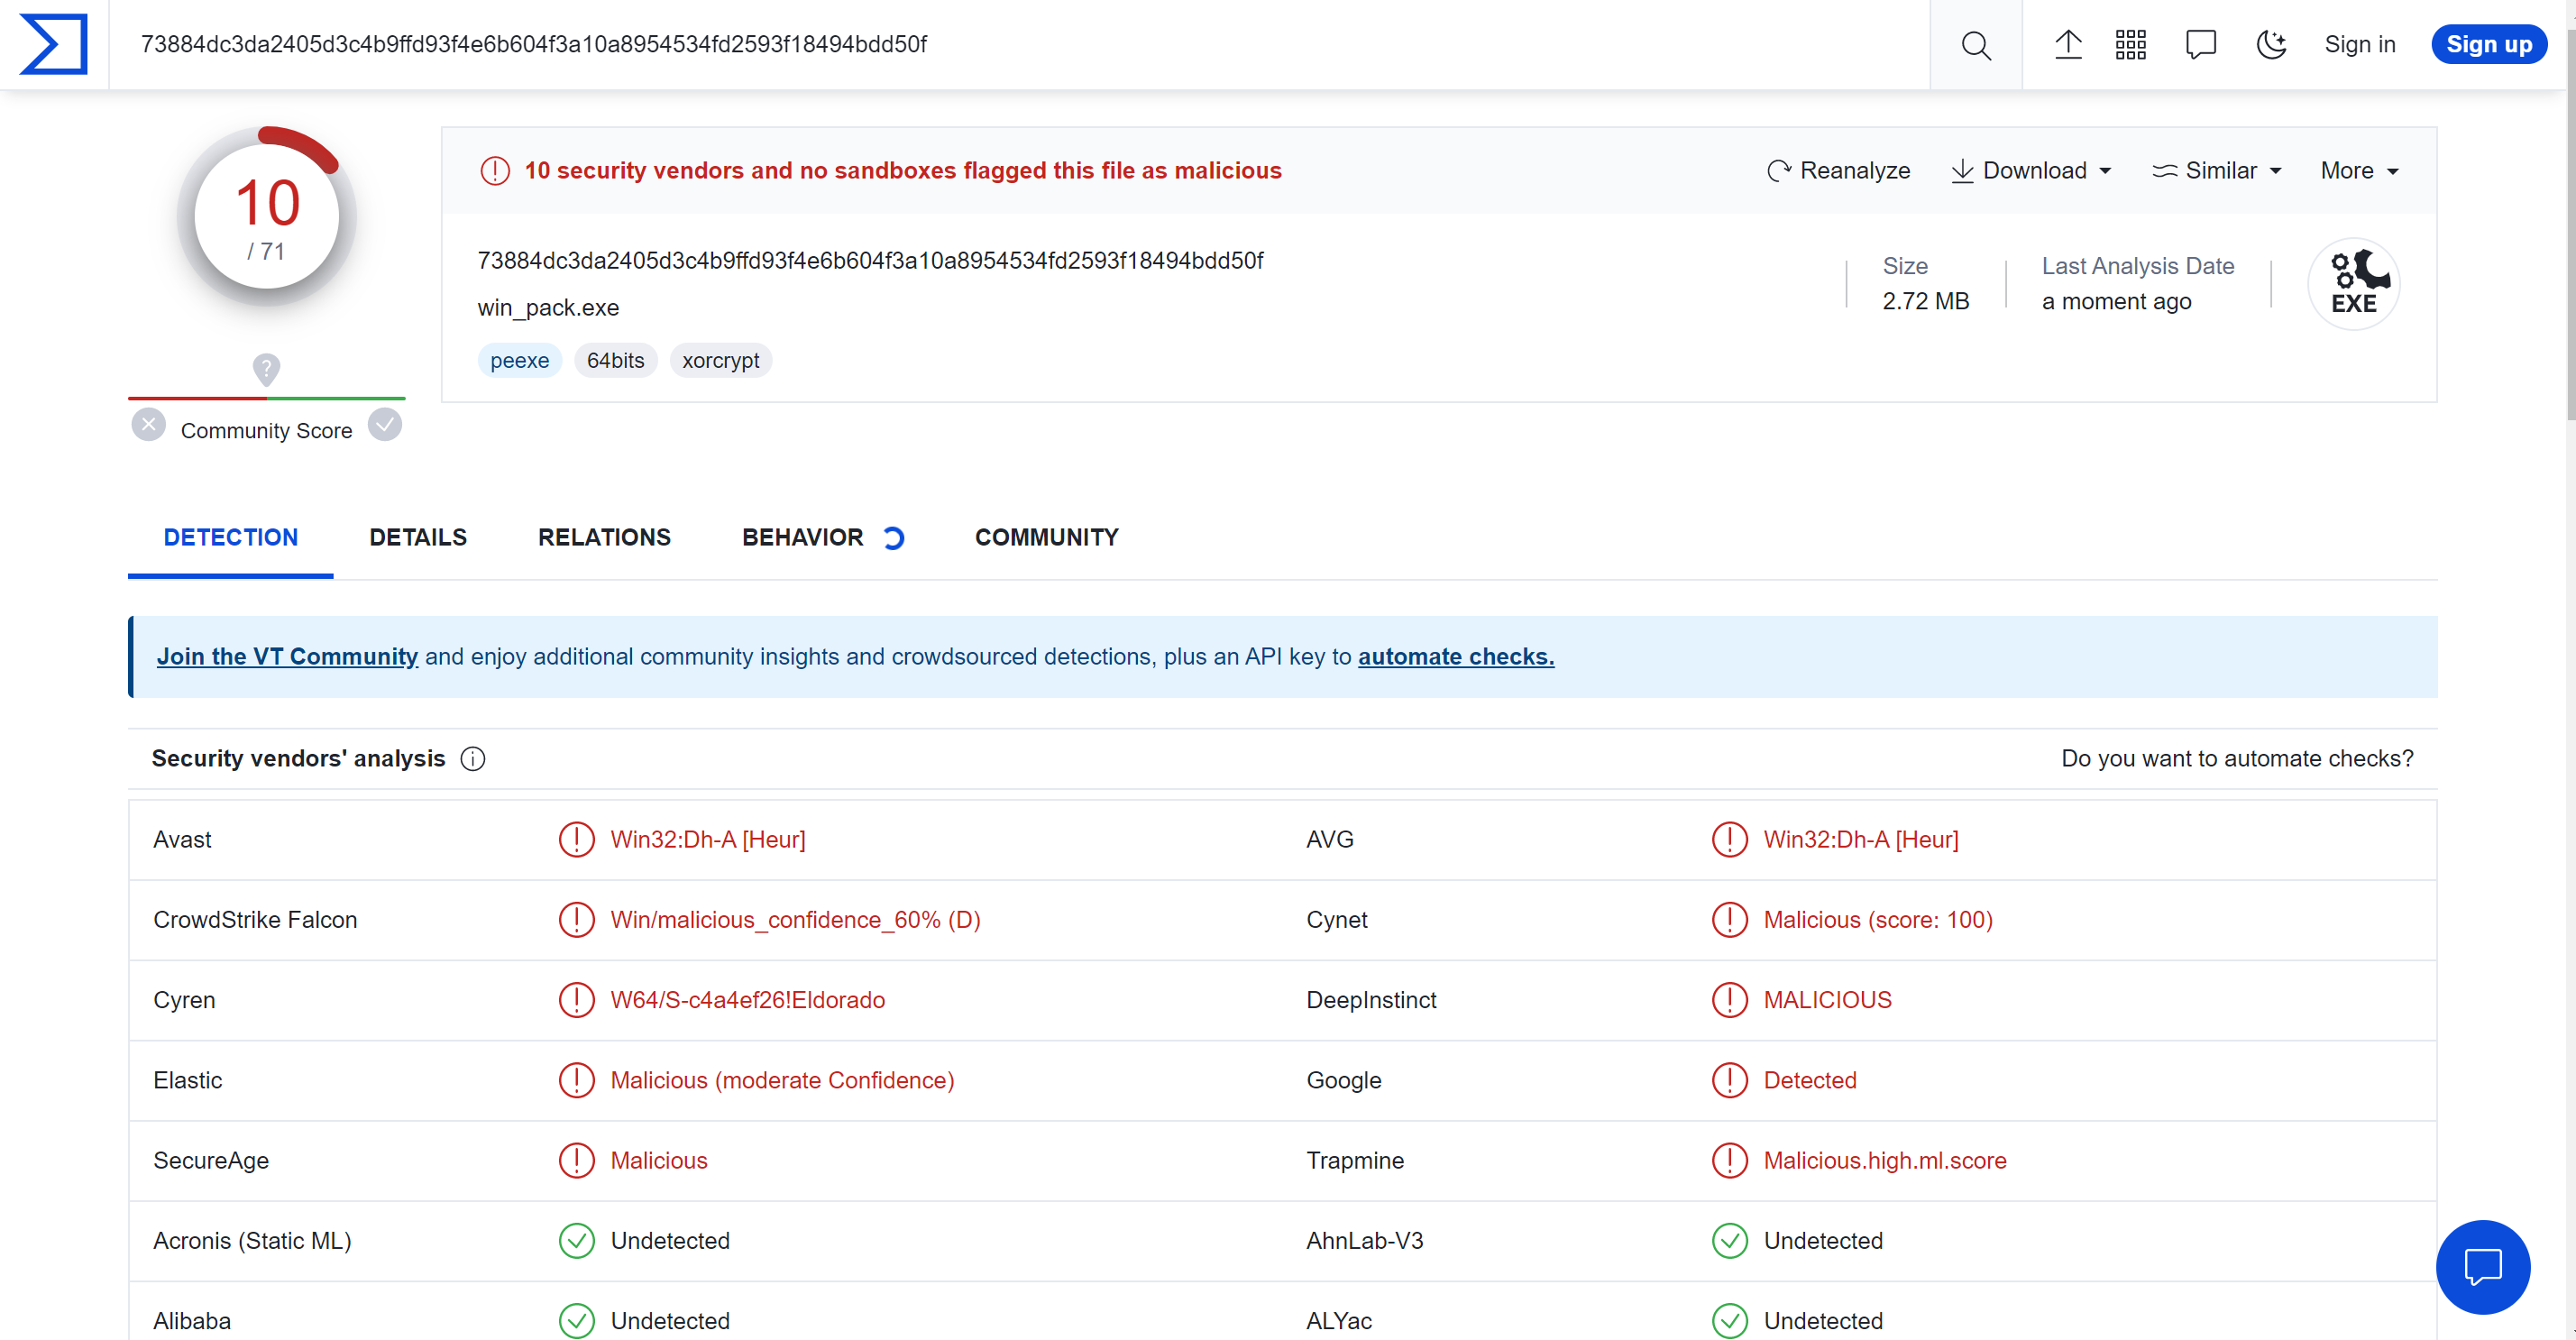 73884dc3da2405d3c4b9ffd93f4e6b604f3a10a8954534fd2593f18494bdd50f
Sign in
Sign up
10
/ 71
Community Score
10 security vendors and no sandboxes flagged this file as malicious
Reanalyze
Download
Similar
More
73884dc3da2405d3c4b9ffd93f4e6b604f3a10a8954534fd2593f18494bdd50f
win_pack.exe
peexe
64bits
xorcrypt
Size
2.72 MB
Last Analysis Date
a moment ago
EXE
DETECTION
DETAILS
RELATIONS
BEHAVIOR
COMMUNITY
Join the VT Community and enjoy additional community insights and crowdsourced detections, plus an API key to automate checks.
Security vendors' analysis
Do you want to automate checks?
Avast
Win32:Dh-A [Heur]
AVG
Win32:Dh-A [Heur]
CrowdStrike Falcon
Win/malicious_confidence_60% (D)
Cynet
Malicious (score: 100)
Cyren
W64/S-c4a4ef26!Eldorado
DeepInstinct
MALICIOUS
Elastic
Malicious (moderate Confidence)
Google
Detected
SecureAge
Malicious
Trapmine
Malicious.high.ml.score
Acronis (Static ML)
Undetected
AhnLab-V3
Undetected
Alibaba
Undetected
ALYac
Undetected